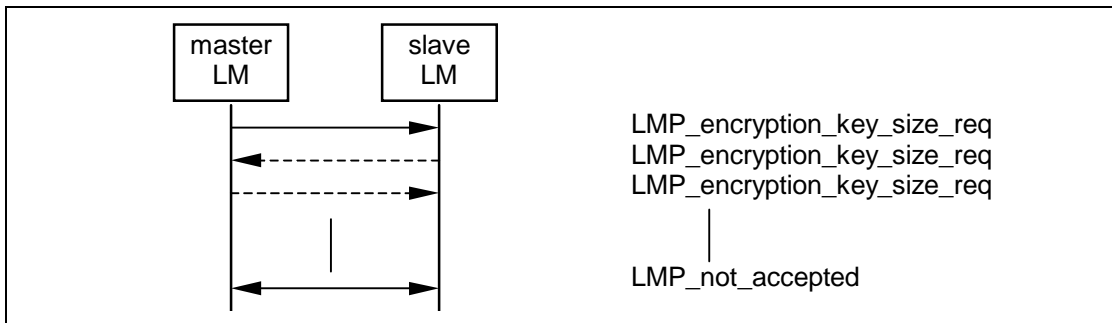 master
LM
slave
LM
LMP_encryption_key_size_req
LMP_encryption_key_size_req
LMP_encryption_key_size_req
LMP_not_accepted